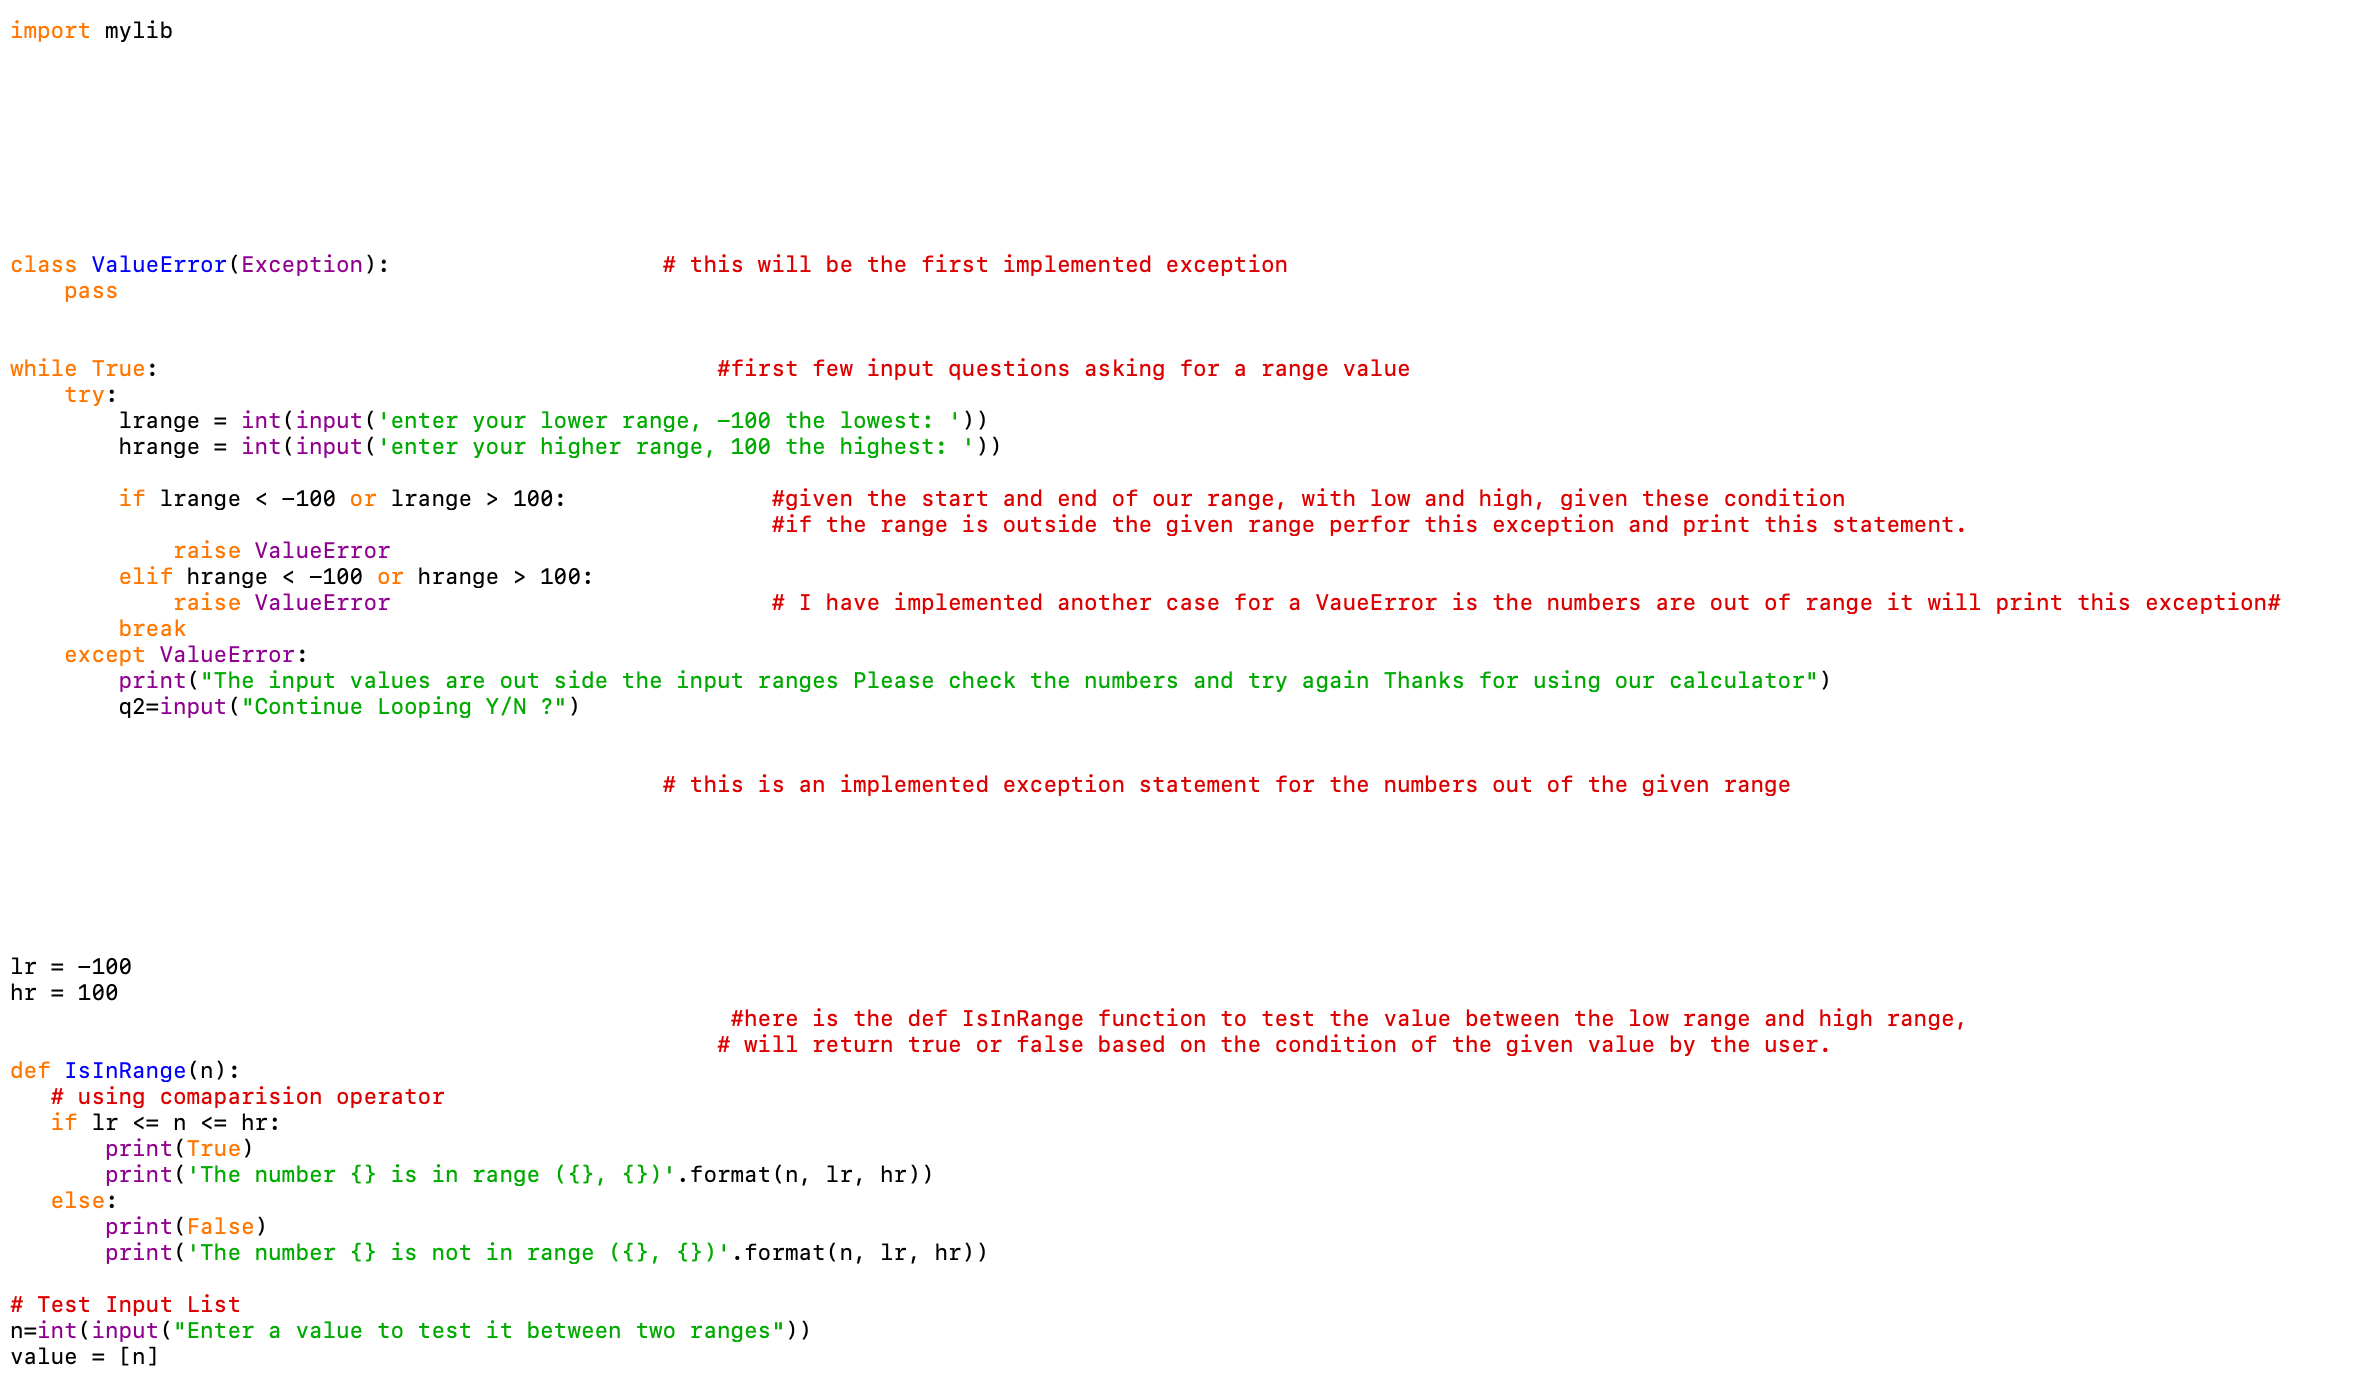 import mylib
class ValueError(Exception):                    # this will be the first implemented exception
    pass
while True:                                         #first few input questions asking for a range value
    try:
        lrange = int(input('enter your lower range, -100 the lowest: '))
        hrange = int(input('enter your higher range, 100 the highest: '))
        if lrange < -100 or lrange > 100:               #given the start and end of our range, with low and high, given these condition
                                                        #if the range is outside the given range perfor this exception and print this statement.
            raise ValueError
        elif hrange < -100 or hrange > 100:
            raise ValueError                            # I have implemented another case for a VaueError is the numbers are out of range it will print this exception#
        break
    except ValueError:
        print("The input values are out side the input ranges Please check the numbers and try again Thanks for using our calculator")
        q2=input("Continue Looping Y/N ?")
                                                # this is an implemented exception statement for the numbers out of the given range
lr = -100
hr = 100
                                                     #here is the def IsInRange function to test the value between the low range and high range,
                                                    # will return true or false based on the condition of the given value by the user.
def IsInRange(n):
   # using comaparision operator
   if lr <= n <= hr:
       print(True)
       print('The number {} is in range ({}, {})'.format(n, lr, hr))
   else:
       print(False)
       print('The number {} is not in range ({}, {})'.format(n, lr, hr))
# Test Input List
n=int(input("Enter a value to test it between two ranges"))
value = [n]